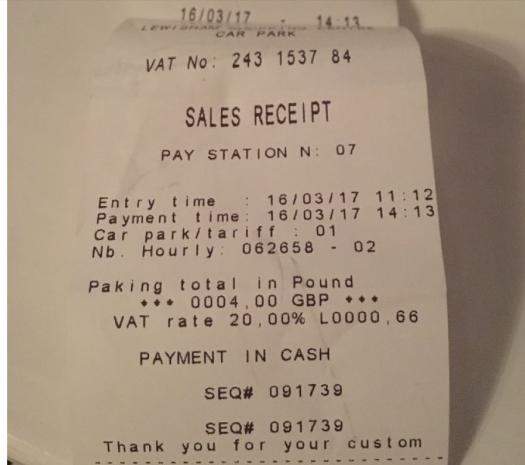 16/03/17 - 14:13
LEWISHAM SHOPPING CENTRE
CAR PARK
VAT No: 243 1537 84
SALES RECEIPT
PAY STATION N: 07
Entry time : 16/03/17 11:12
Payment time: 16/03/17 14:13
Car park/tariff : 01
Nb. Hourly: 062658 - 02
Paking total in Pound
*** 0004,00 GBP ***
VAT rate 20,00% L0000,66
PAYMENT IN CASH
SEQ# 091739
SEQ# 091739
Thank you for your custom